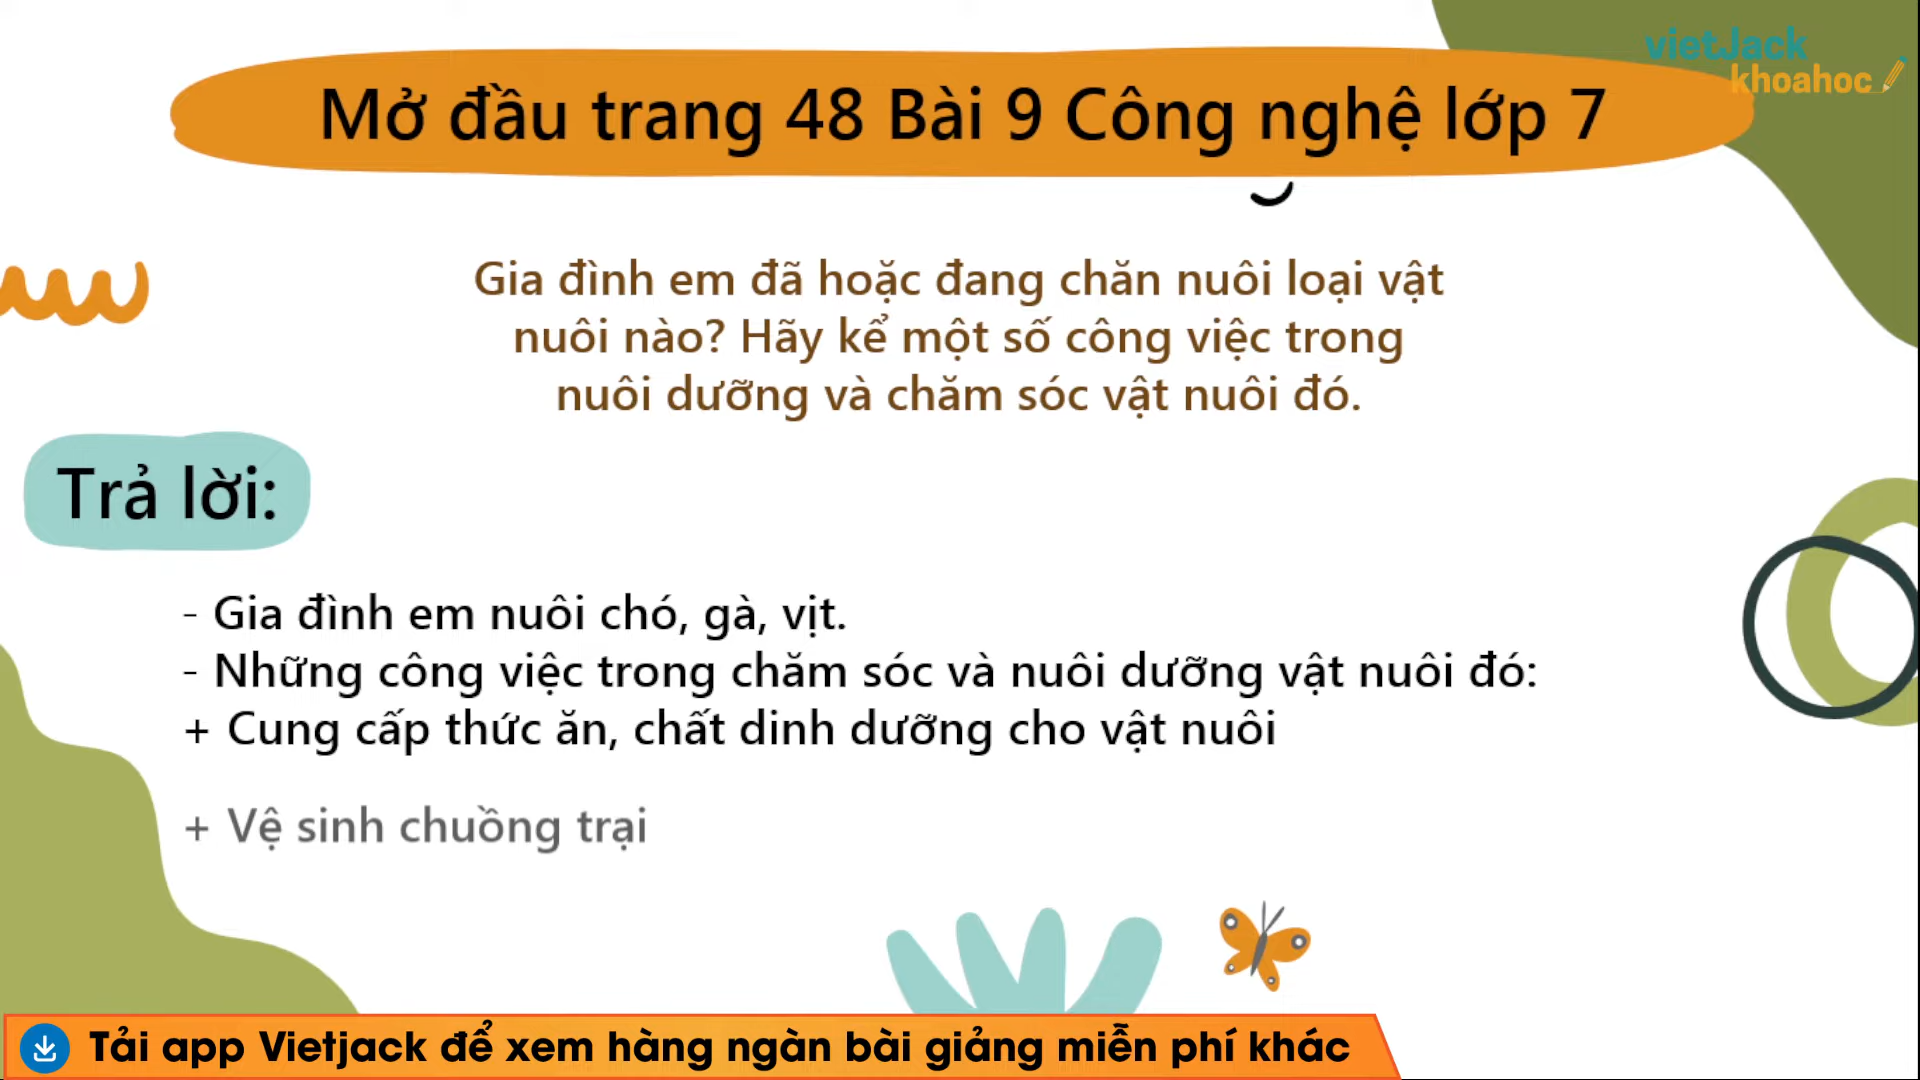 vietJack
khoahoc
Mở đầu trang 48 Bài 9 Công nghệ lớp 7
Gia đình em đã hoặc đang chăn nuôi loại vật
nuôi nào? Hãy kể một số công việc trong
nuôi dưỡng và chăm sóc vật nuôi đó.
Trả lời:
- Gia đình em nuôi chó, gà, vịt.
- Những công việc trong chăm sóc và nuôi dưỡng vật nuôi đó:
+ Cung cấp thức ăn, chất dinh dưỡng cho vật nuôi
+ Vệ sinh chuồng trại
Tải app Vietjack để xem hàng ngàn bài giảng miễn phí khác